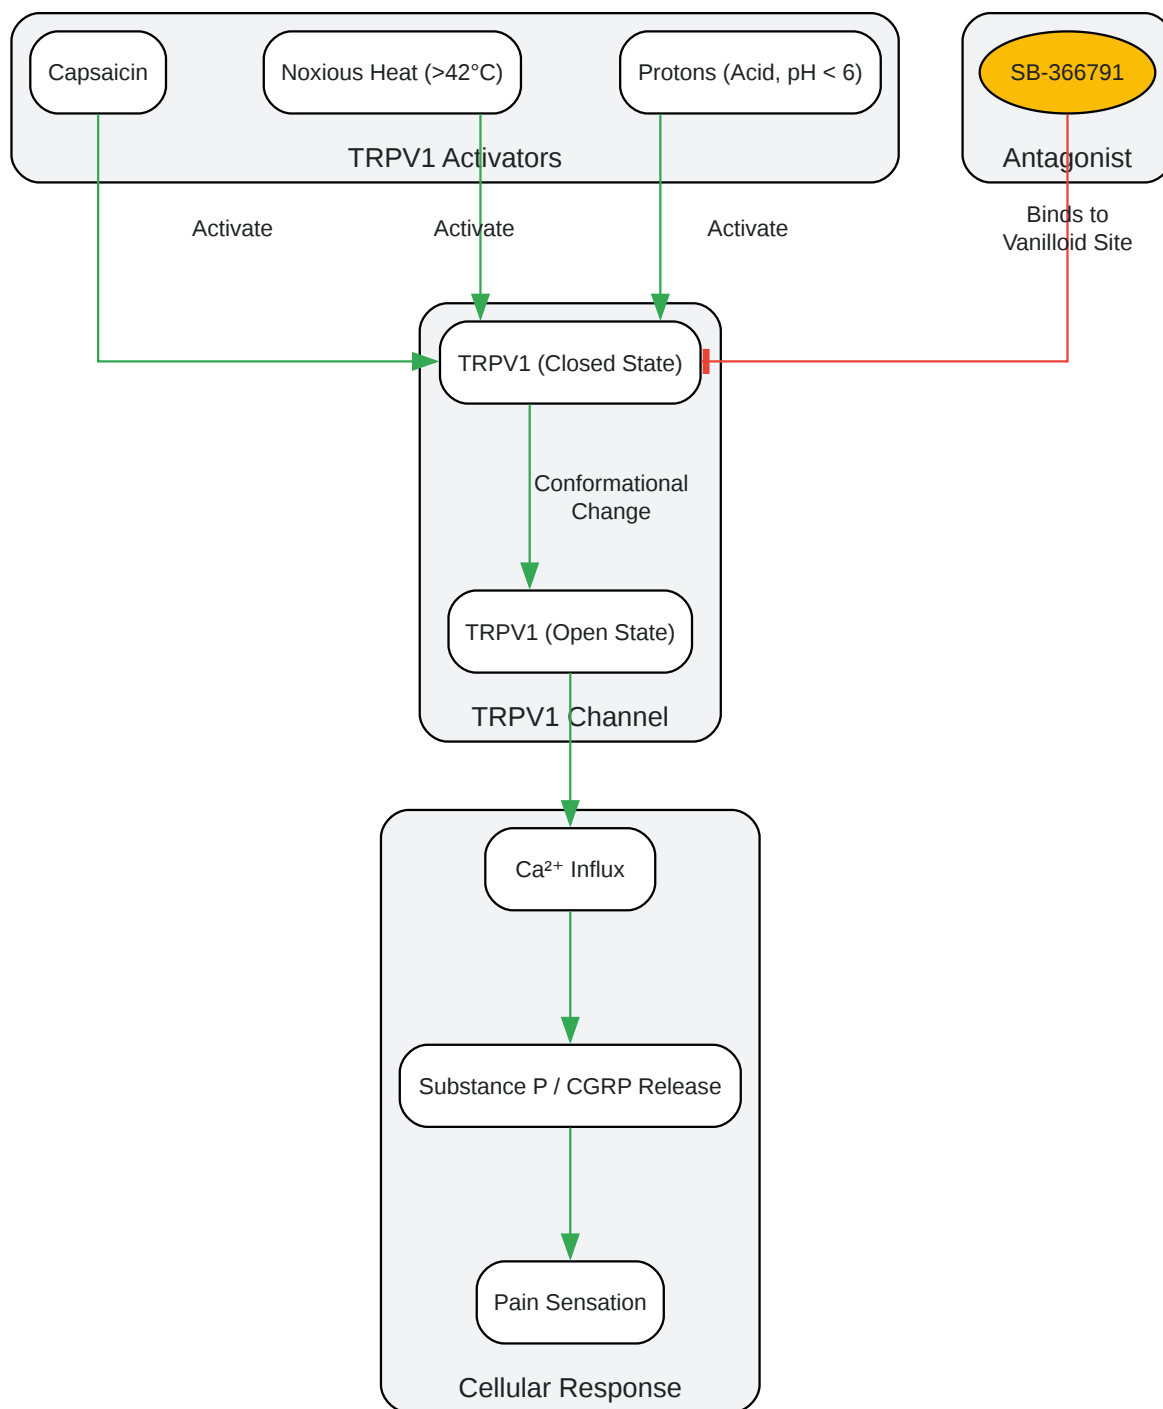 Capsaicin
Noxious Heat (>42°C)
Protons (Acid, pH < 6)
SB-366791
TRPV1 Activators
Antagonist
Activate
Activate
Activate
Binds to
Vanilloid Site
TRPV1 (Closed State)
Conformational
Change
TRPV1 (Open State)
TRPV1 Channel
Ca²⁺ Influx
Substance P / CGRP Release
Pain Sensation
Cellular Response